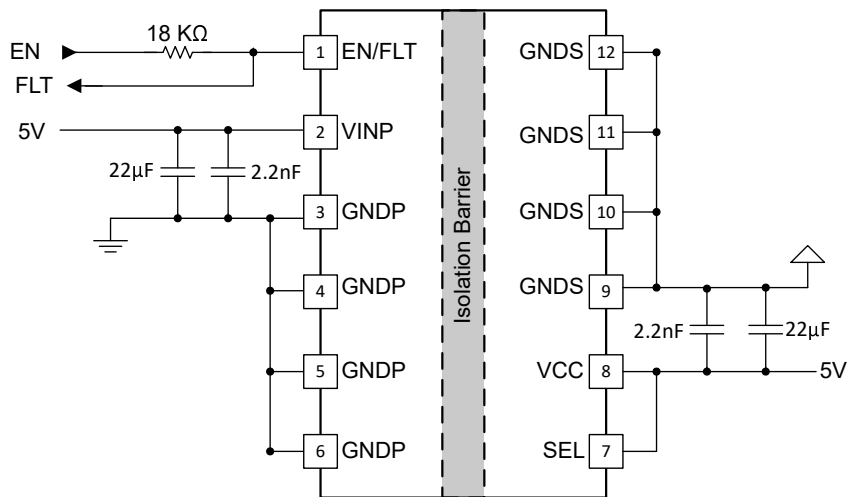 18 KΩ
EN
1
EN/FLT
GNDS
12
FLT
5V
2
VINP
GNDS
11
22µF
2.2nF
Isolation Barrier
3
GNDP
GNDS
10
4
GNDP
GNDS
9
2.2nF
22µF
5
GNDP
VCC
8
5V
6
GNDP
SEL
7